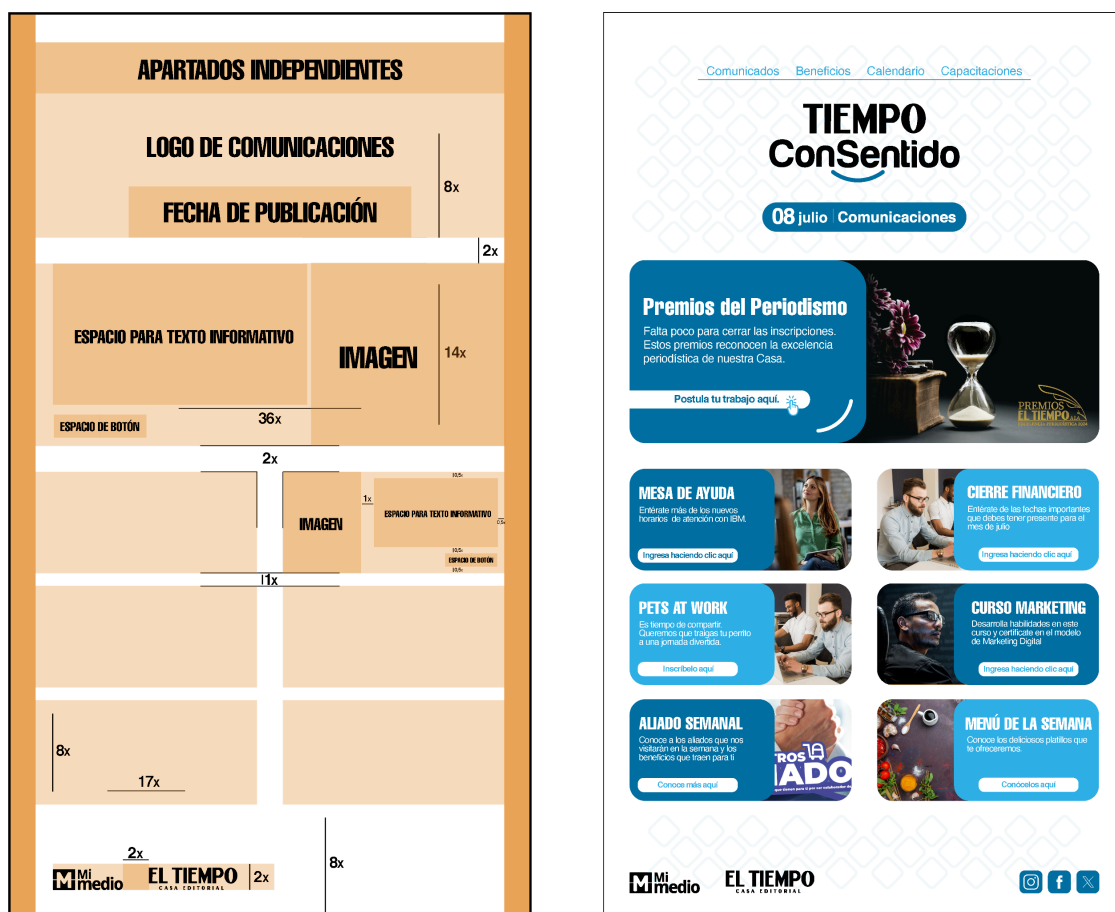 APARTADOS INDEPENDIENTES
LOGO DE COMUNICACIONES
8x
FECHA DE PUBLICACIÓN
2x
ESPACIO PARA TEXTO INFORMATIVO
IMAGEN
14x
36x
ESPACIO DE BOTÓN
2x
IMAGEN
1x
ESPACIO PARA TEXTO INFORMATIVO
ESPACIO DE BOTÓN
1x
8x
17x
2x
8x
Mi
medio
EL TIEMPO
CASA EDITORIAL
2x
Comunicados Beneficios Calendario Capacitaciones
TIEMPO
ConSentido
08 julio | Comunicaciones
Premios del Periodismo
Falta poco para cerrar las inscripciones.
Estos premios reconocen la excelencia
periodística de nuestra Casa.
Postula tu trabajo aquí.
PREMIOS
EL TIEMPO
MESA DE AYUDA
Entérate más de los nuevos
horarios de atención con IBM.
Ingresa haciendo clic aquí
CIERRE FINANCIERO
Entérate de las fechas importantes
que debes tener presente para el
mes de julio
Ingresa haciendo clic aquí
PETS AT WORK
Es tiempo de compartir.
Queremos que traigas tu perrito
a una jornada divertida.
Inscríbelo aquí
CURSO MARKETING
Desarrolla habilidades en este
curso y certifícate en el modelo
de Marketing Digital
Ingresa haciendo clic aquí
ALIADO SEMANAL
Conoce a los aliados que nos
visitarán en la semana y los
beneficios que traen para ti
Conoce más aquí
MENÚ DE LA SEMANA
Conoce los deliciosos platillos que
te ofreceremos.
Conócelos aquí
Mi
medio
EL TIEMPO
CASA EDITORIAL